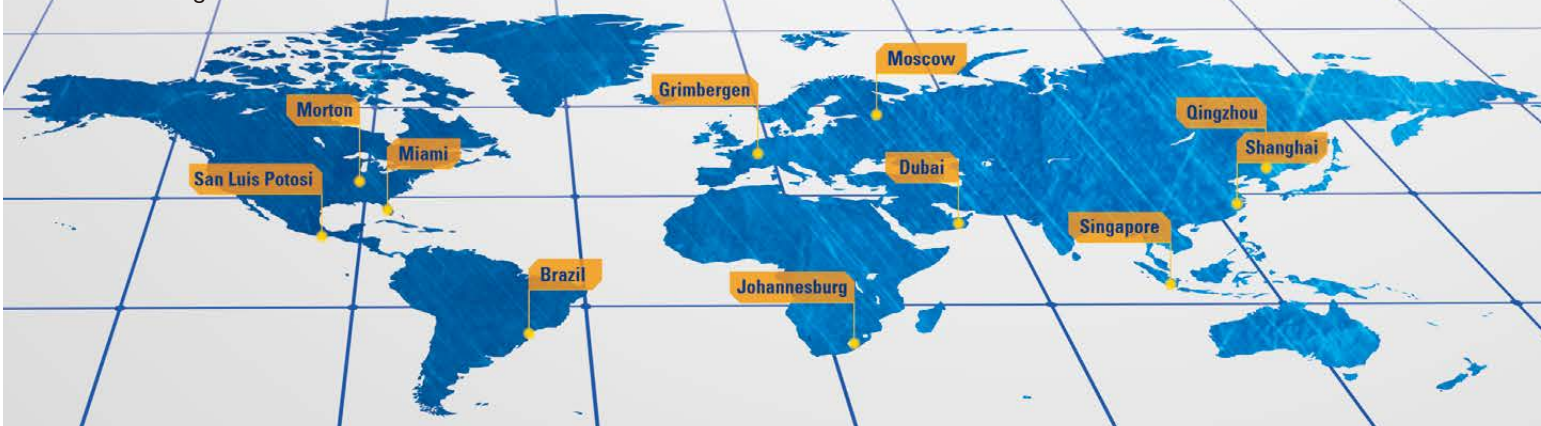 Moscow
Grimbergen
Morton
Qingzhou
Miami
Shanghai
San Luis Potosi
Dubai
Singapore
Brazil
Johannesburg